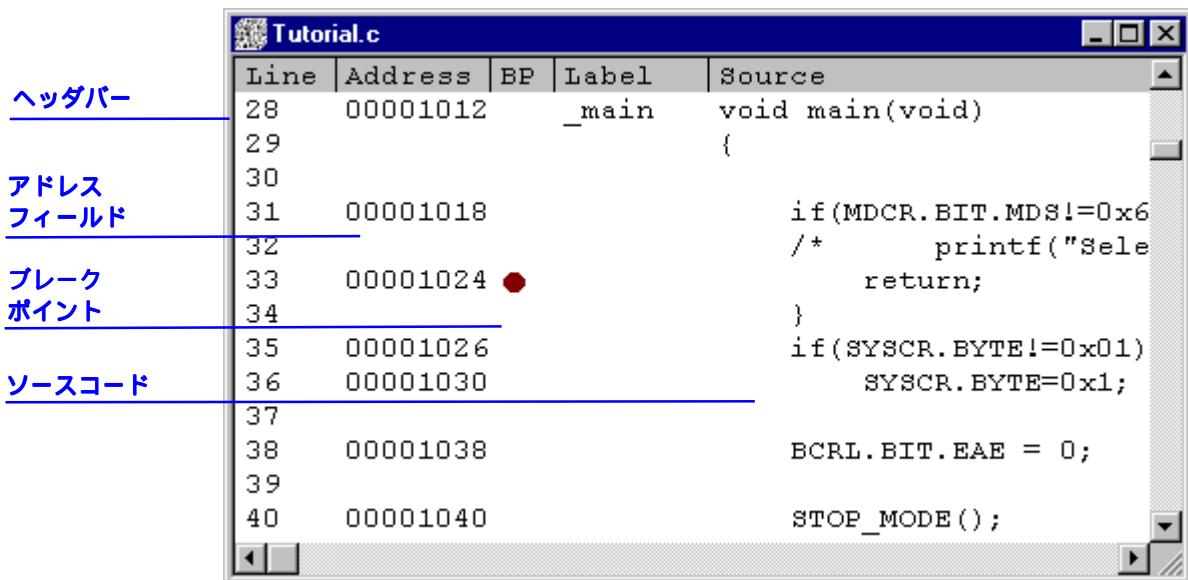 Tutorial.c
Line Address BP Label Source
ヘッダバー
28 00001012 _main void main(void)
29 {
30
アドレス
フィールド
31 00001018 if(MDCR.BIT.MDS!=0x6
32 /* printf("Sele
ブレーク
ポイント
33 00001024 return;
34 }
35 00001026 if(SYSCR.BYTE!=0x01)
ソースコード
36 00001030 SYSCR.BYTE=0x1;
37
38 00001038 BCRL.BIT.EAE = 0;
39
40 00001040 STOP_MODE();